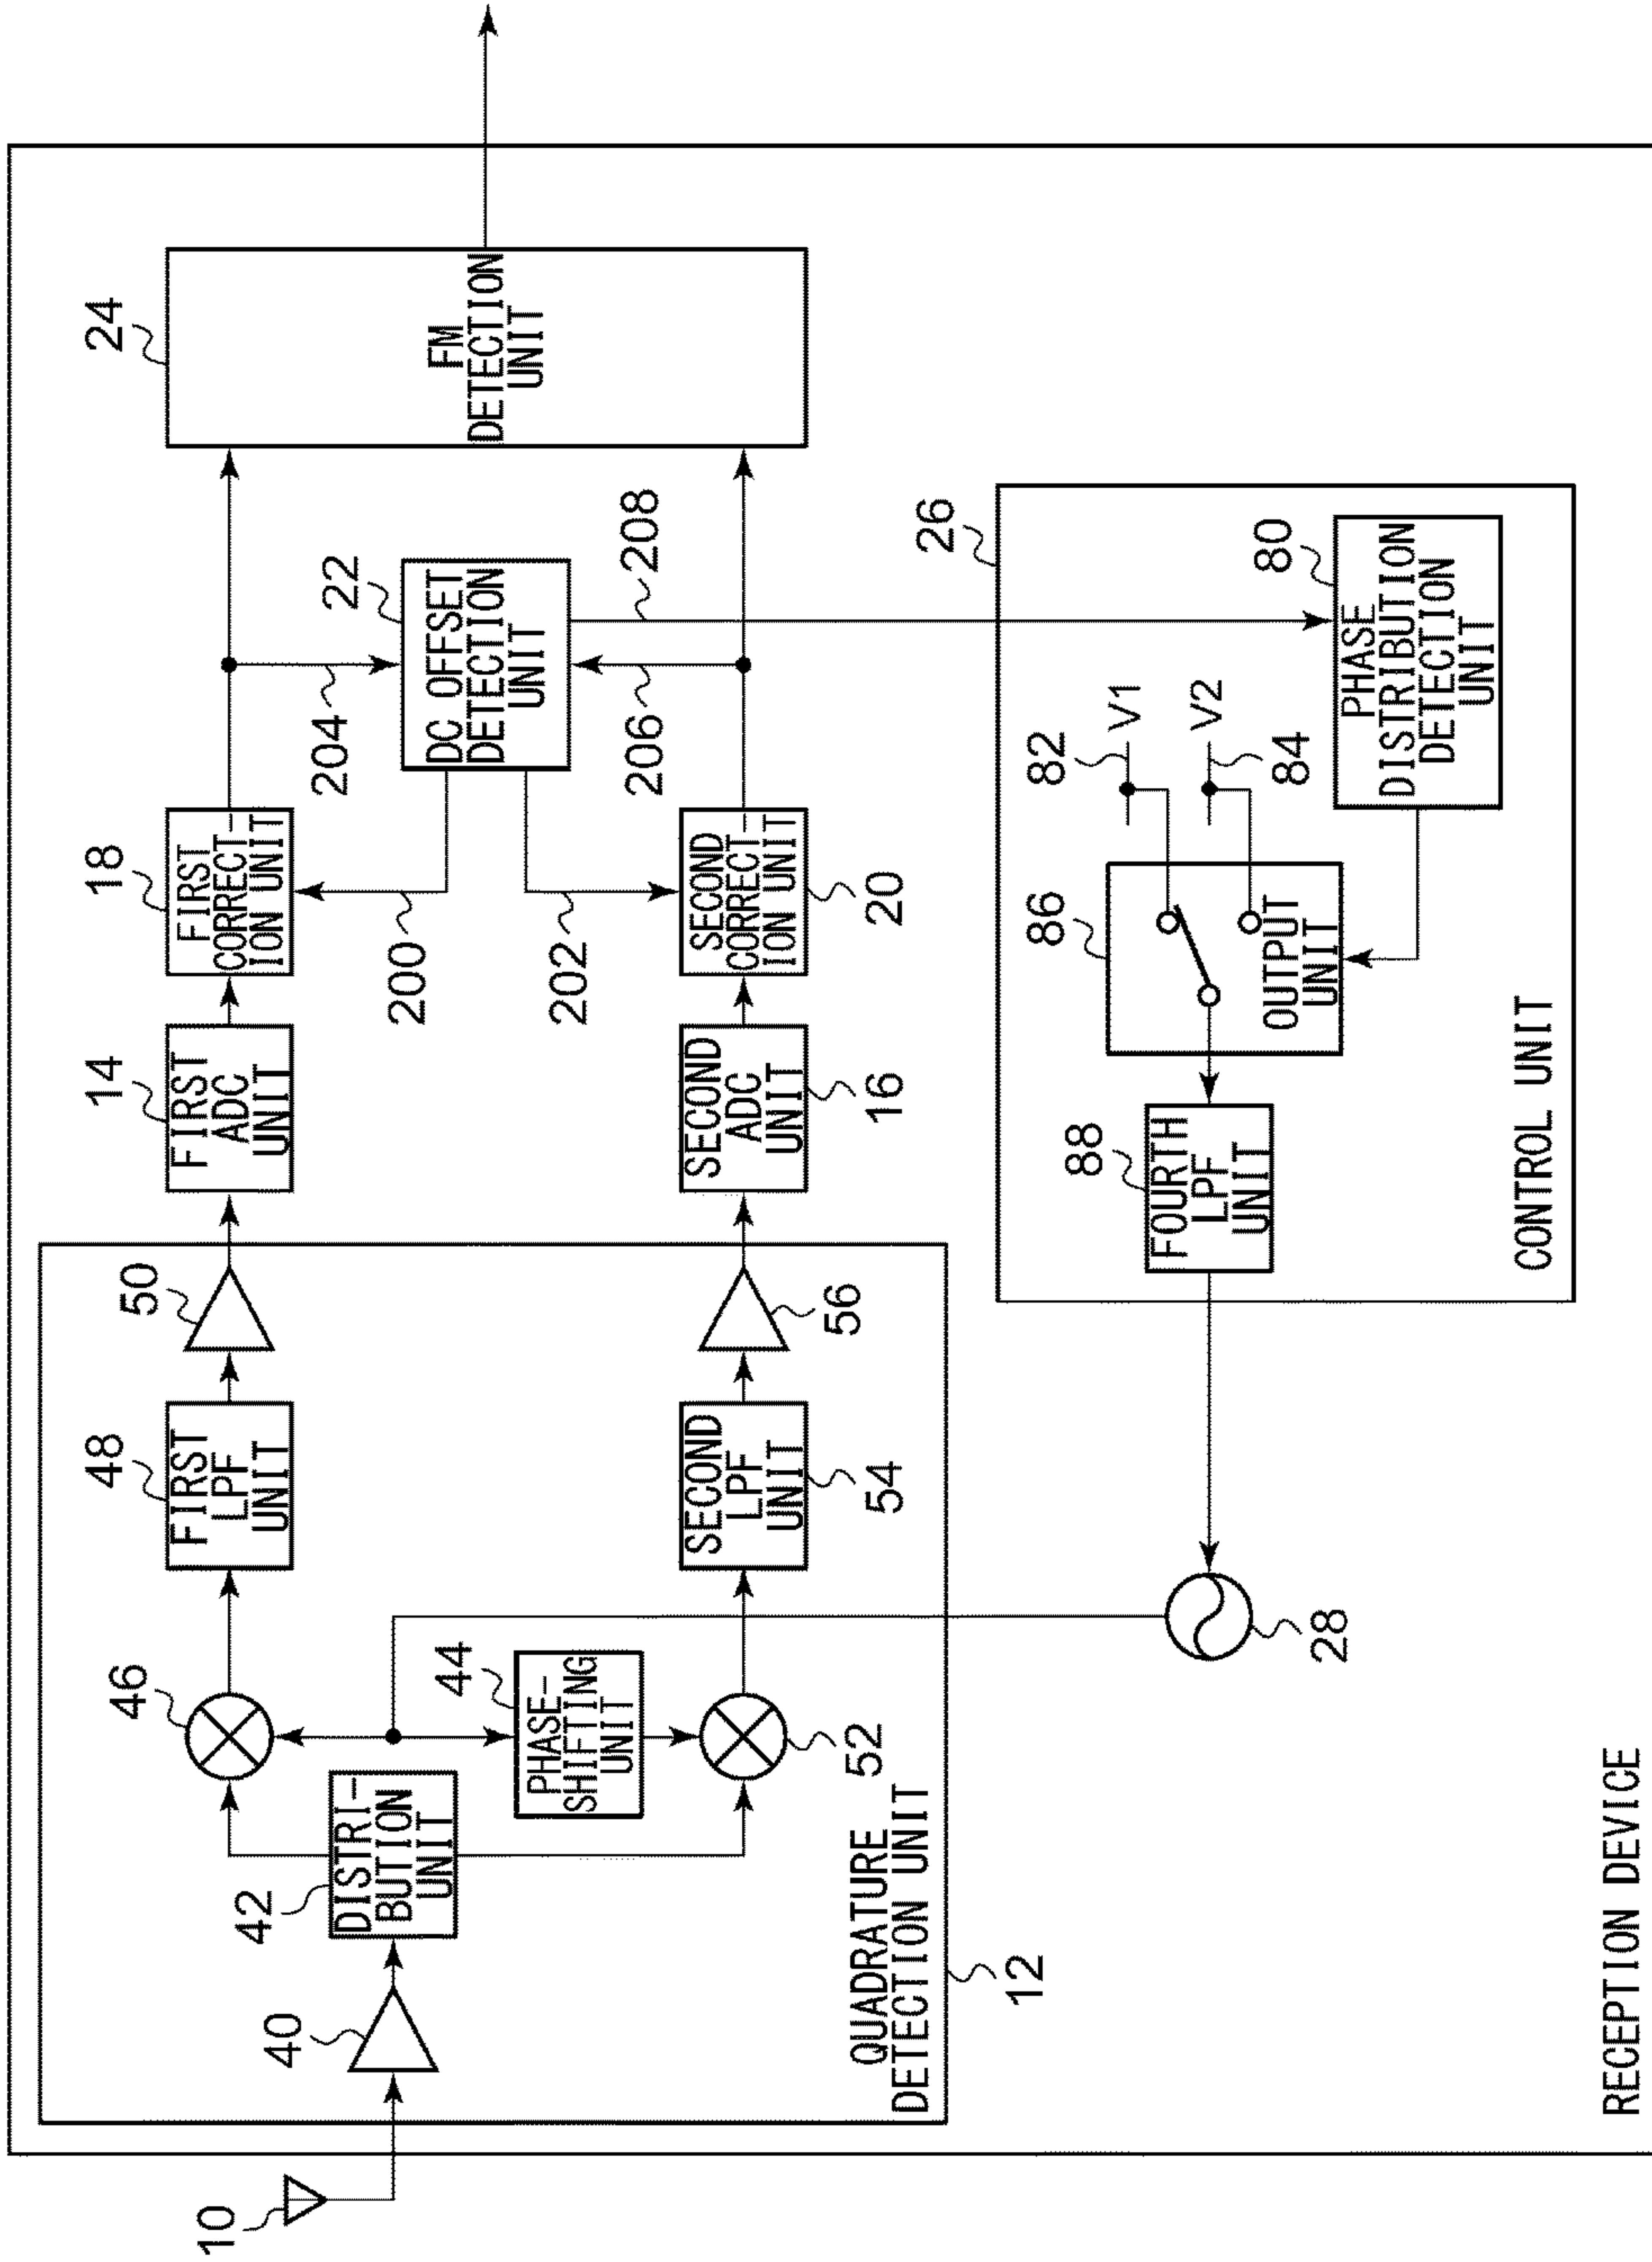 10
40
42
DISTRI-
BUTION
UNIT
46
44
PHASE-
SHIFTING
UNIT
52
48
FIRST
LPF
UNIT
50
SECOND
LPF
UNIT
54
56
QUADRATURE
DETECTION UNIT
12
14
FIRST
ADC
UNIT
SECOND
ADC
UNIT
16
18
FIRST
CORRECT-
ION UNIT
200
202
SECOND
CORRECT-
ION UNIT
20
204
22
DC OFFSET
DETECTION
UNIT
206
208
24
FM
DETECTION
UNIT
28
26
88
FOURTH
LPF
UNIT
86
OUTPUT
UNIT
82
V1
V2
84
80
PHASE
DISTRIBUTION
DETECTION
UNIT
CONTROL UNIT
RECEPTION DEVICE